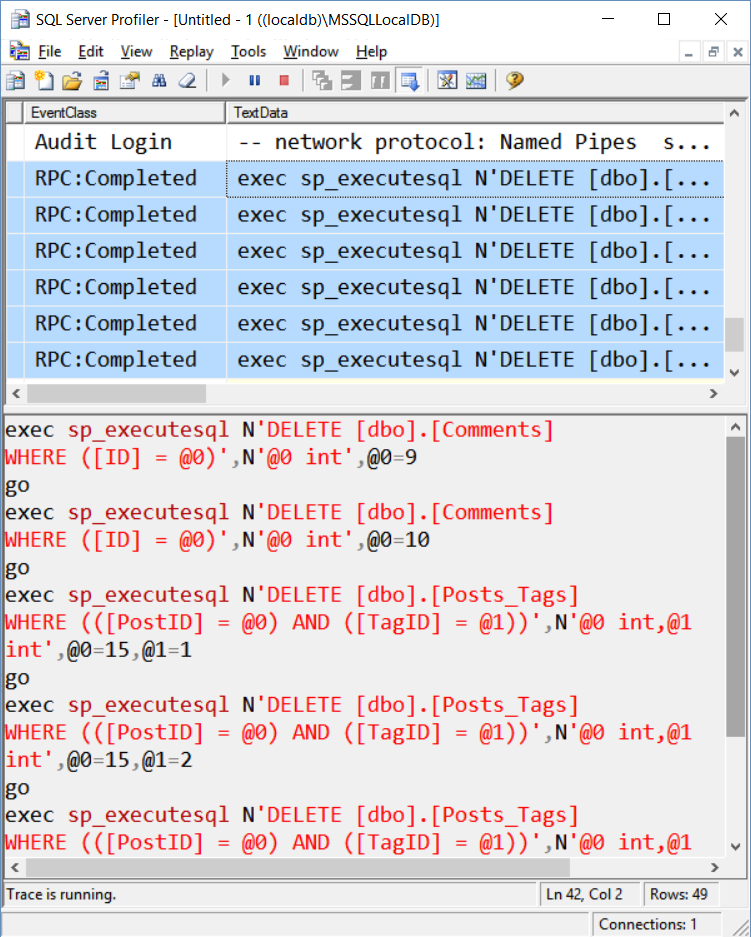 SQL Server Profiler - [Untitled - 1 ((localdb)\MSSQLLocalDB)]
File Edit View Replay Tools Window Help
EventClass TextData
Audit Login -- network protocol: Named Pipes  s...
RPC:Completed exec sp_executesql N'DELETE [dbo].[...
RPC:Completed exec sp_executesql N'DELETE [dbo].[...
RPC:Completed exec sp_executesql N'DELETE [dbo].[...
RPC:Completed exec sp_executesql N'DELETE [dbo].[...
RPC:Completed exec sp_executesql N'DELETE [dbo].[...
RPC:Completed exec sp_executesql N'DELETE [dbo].[...
exec sp_executesql N'DELETE [dbo].[Comments]
WHERE ([ID] = @0)',N'@0 int',@0=9
go
exec sp_executesql N'DELETE [dbo].[Comments]
WHERE ([ID] = @0)',N'@0 int',@0=10
go
exec sp_executesql N'DELETE [dbo].[Posts_Tags]
WHERE (([PostID] = @0) AND ([TagID] = @1))',N'@0 int,@1
int',@0=15,@1=1
go
exec sp_executesql N'DELETE [dbo].[Posts_Tags]
WHERE (([PostID] = @0) AND ([TagID] = @1))',N'@0 int,@1
int',@0=15,@1=2
go
exec sp_executesql N'DELETE [dbo].[Posts_Tags]
WHERE (([PostID] = @0) AND ([TagID] = @1))',N'@0 int,@1
Trace is running. Ln 42, Col 2 Rows: 49
Connections: 1